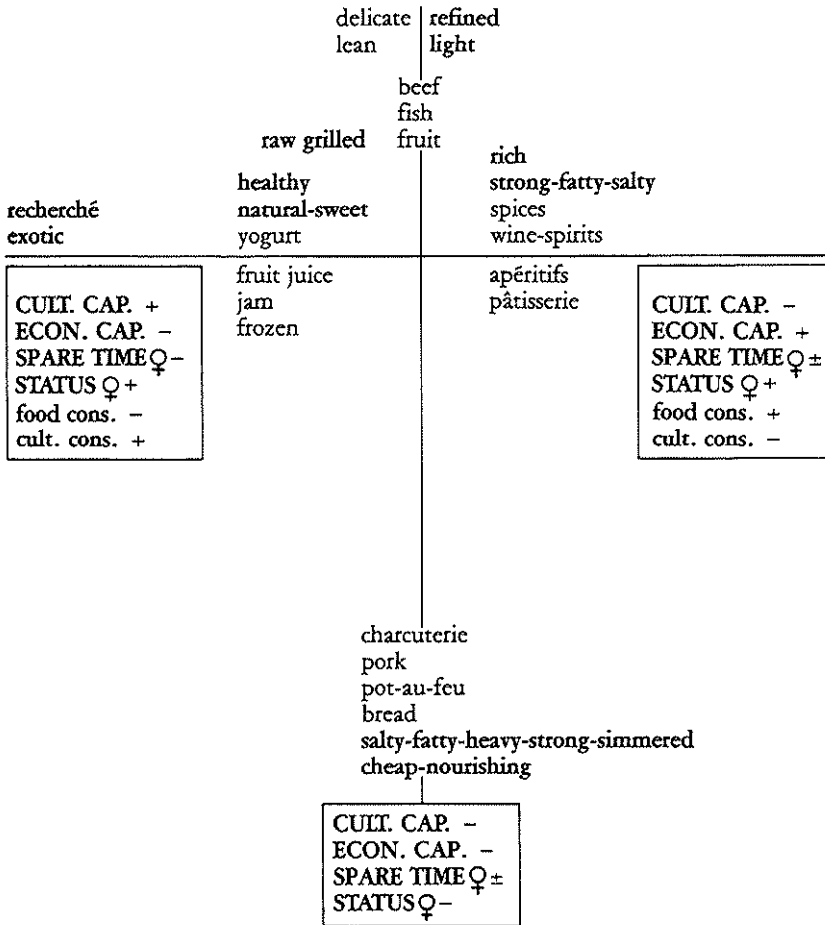 delicate refined
lean light
beef
fish
raw grilled fruit
rich
healthy strong-fatty-salty
recherché natural-sweet spices
exotic yogurt wine-spirits
fruit juice apéritifs
jam pâtisserie
frozen
CULT. CAP. +
ECON. CAP. –
SPARE TIME ♀ –
STATUS ♀ +
food cons. –
cult. cons. +
CULT. CAP. –
ECON. CAP. +
SPARE TIME ♀ ±
STATUS ♀ +
food cons. +
cult. cons. –
charcuterie
pork
pot-au-feu
bread
salty-fatty-heavy-strong-simmered
cheap-nourishing
CULT. CAP. –
ECON. CAP. –
SPARE TIME ♀ ±
STATUS ♀ –